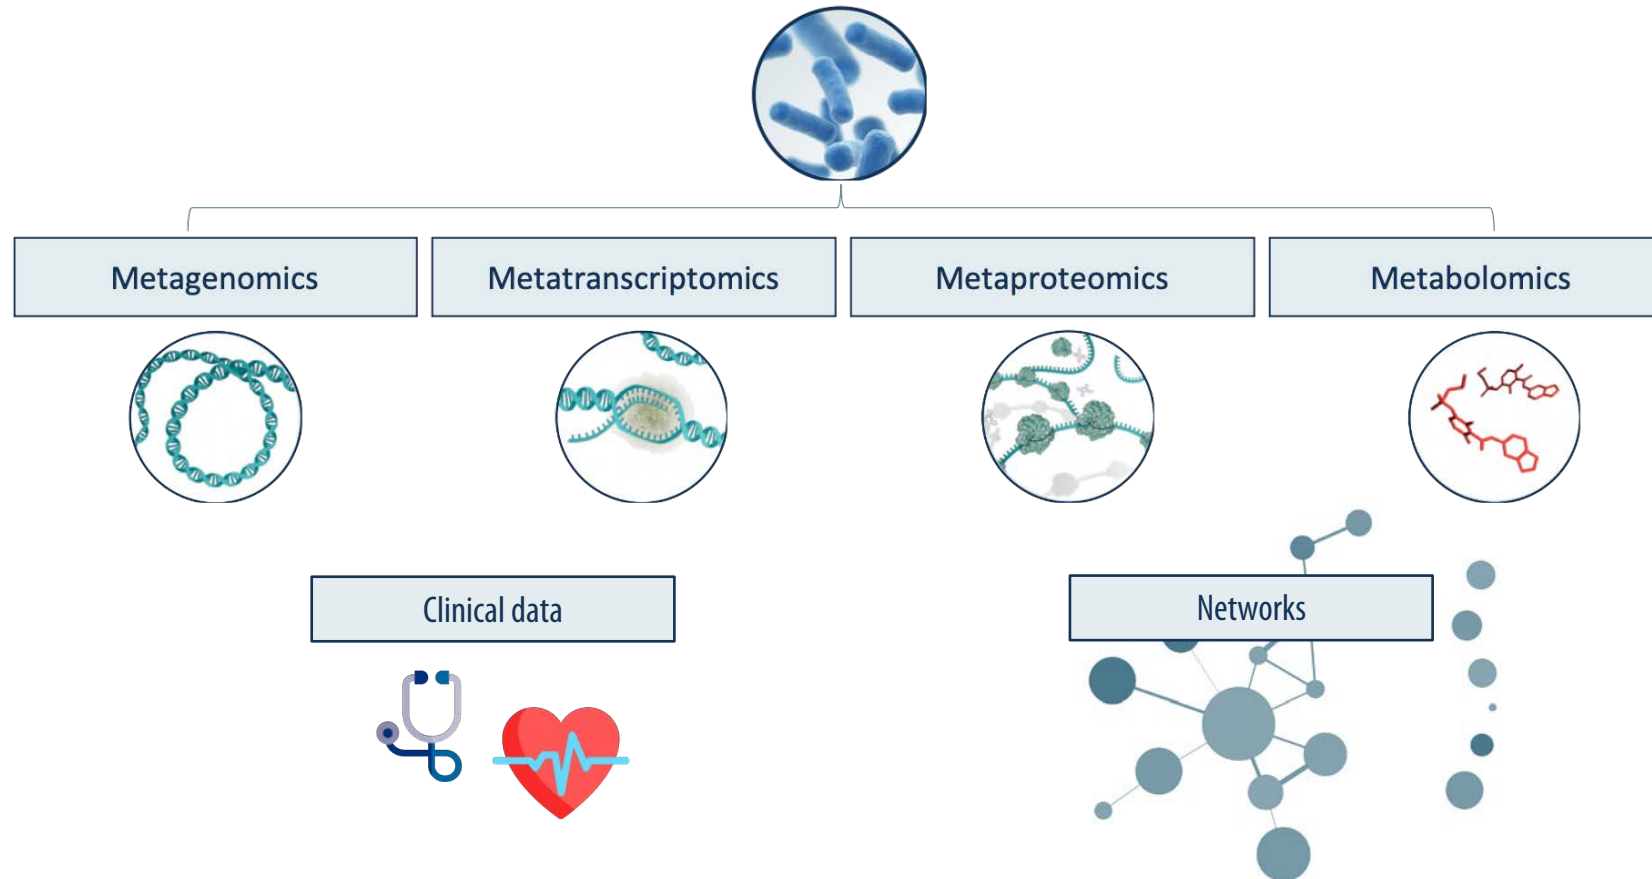 Metagenomics
Metatranscriptomics
Metaproteomics
Metabolomics
Clinical data
Networks